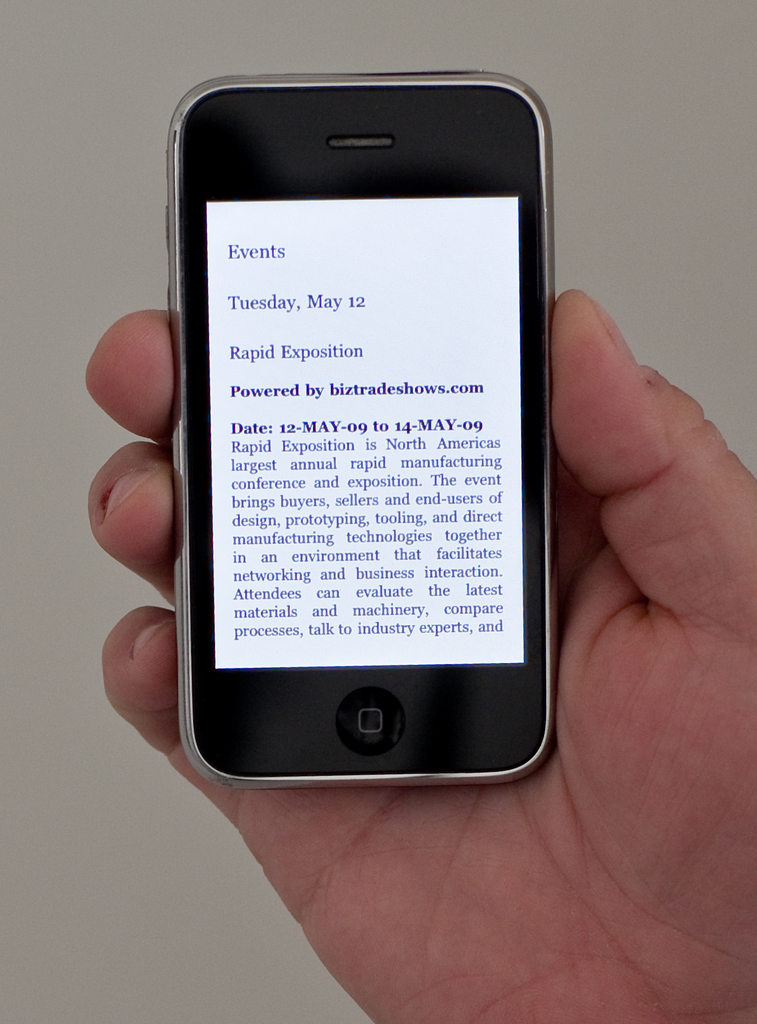 Events
Tuesday, May 12
Rapid Exposition
Powered by biztradeshows.com
Date: 12-MAY-09 to 14-MAY-09
Rapid Exposition is North Americas
largest annual rapid manufacturing
conference and exposition. The event
brings buyers, sellers and end-users of
design, prototyping, tooling, and direct
manufacturing technologies together
in an environment that facilitates
networking and business interaction.
Attendees can evaluate the latest
materials and machinery, compare
processes, talk to industry experts, and